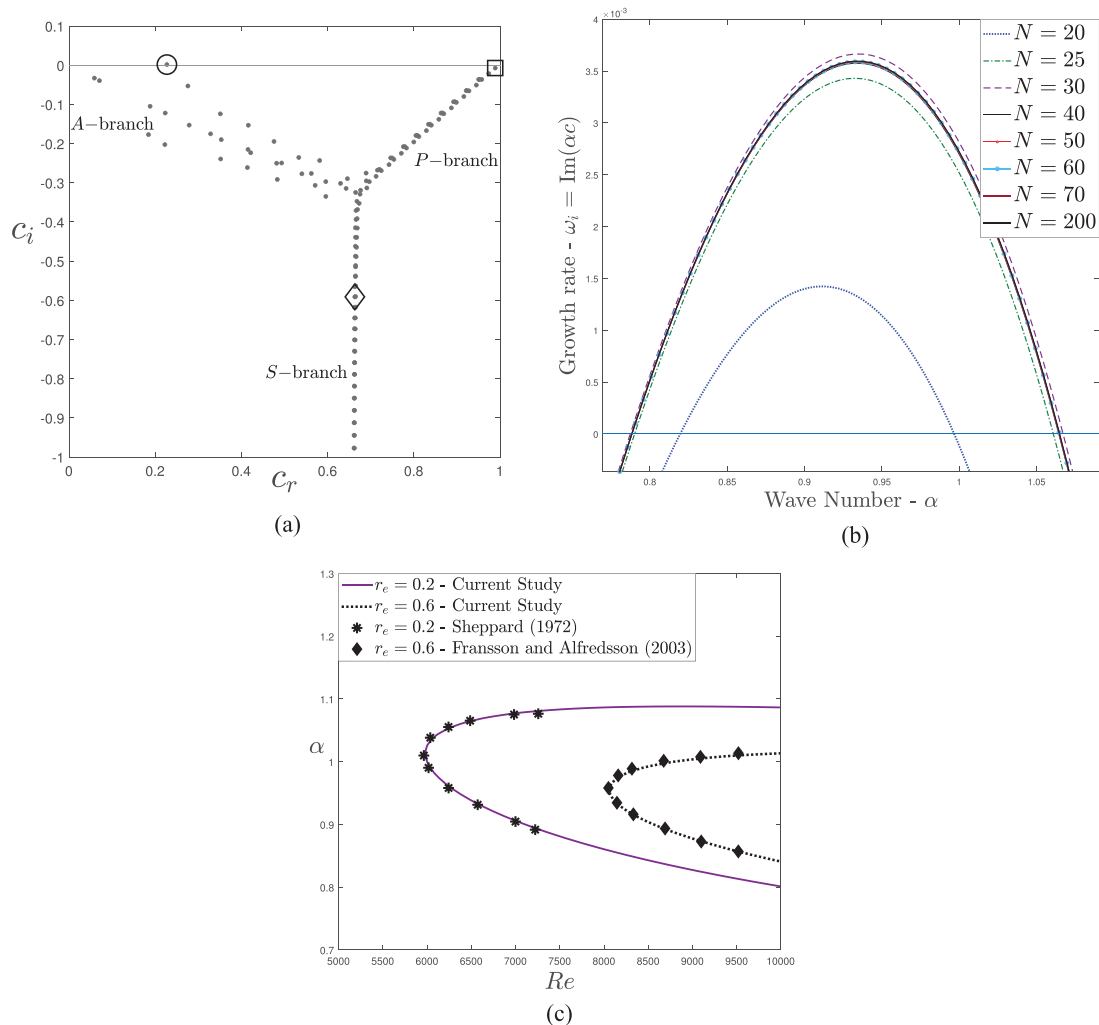 0.1
0
-0.1
-0.2
-0.3
-0.4
-0.5
-0.6
-0.7
-0.8
-0.9
-1
c_i
A−branch
P−branch
S−branch
0 0.2 0.4 0.6 0.8 1
c_r
(a)
×10^-3
4
3.5
3
2.5
2
1.5
1
0.5
0
Growth rate - ω_i = Im(αc)
N = 20
N = 25
N = 30
N = 40
N = 50
N = 60
N = 70
N = 200
0.8 0.85 0.9 0.95 1 1.05
Wave Number - α
(b)
1.3
1.2
1.1
1
0.9
0.8
0.7
α
r_e = 0.2 - Current Study
r_e = 0.6 - Current Study
r_e = 0.2 - Sheppard (1972)
r_e = 0.6 - Fransson and Alfredsson (2003)
5000 5500 6000 6500 7000 7500 8000 8500 9000 9500 10000
Re
(c)